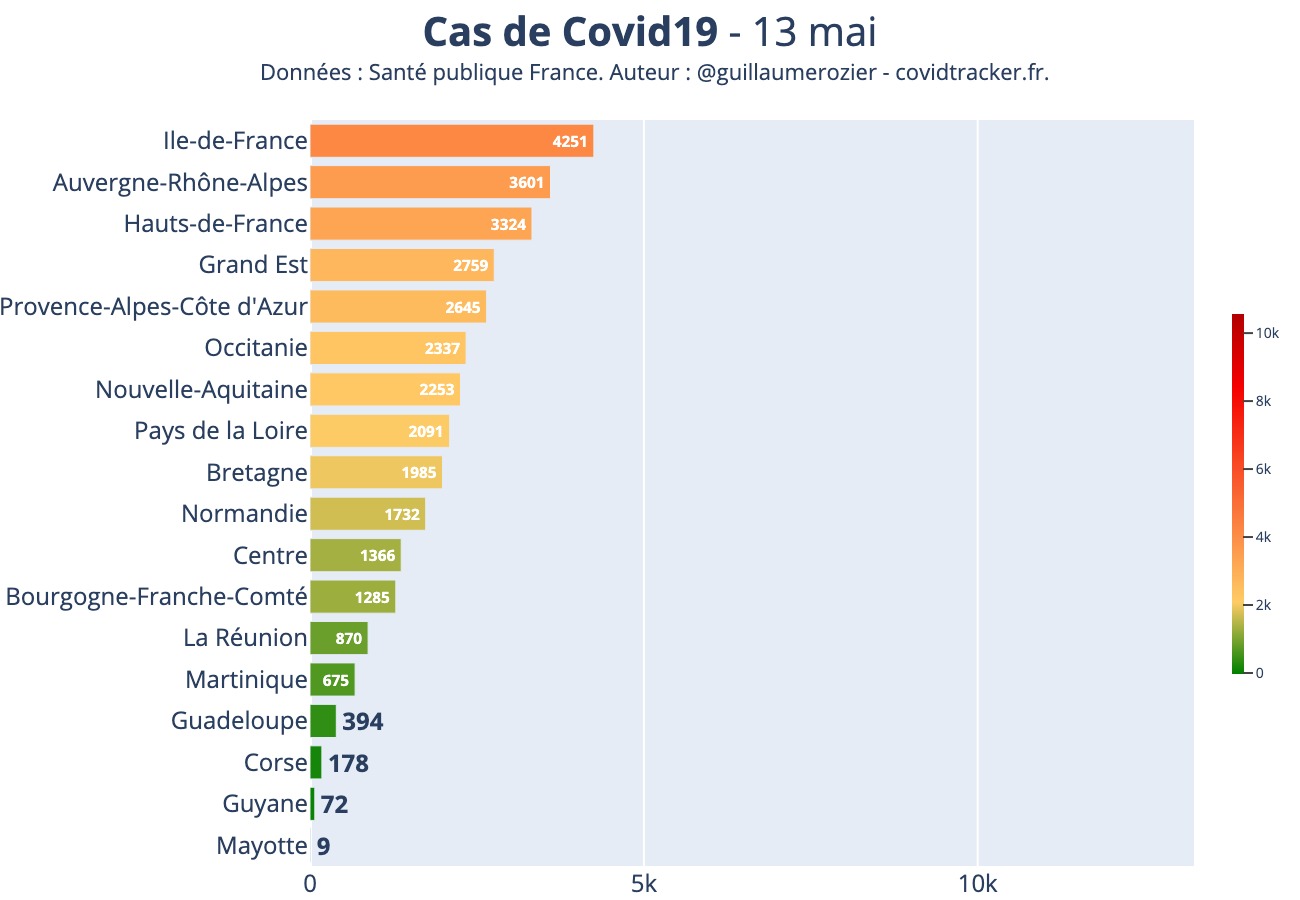 Cas de Covid19 - 13 mai
Données : Santé publique France. Auteur : @guillaumerozier - covidtracker.fr.
Ile-de-France 4251
Auvergne-Rhône-Alpes 3601
Hauts-de-France 3324
Grand Est 2759
Provence-Alpes-Côte d'Azur 2645
Occitanie 2337
Nouvelle-Aquitaine 2253
Pays de la Loire 2091
Bretagne 1985
Normandie 1732
Centre 1366
Bourgogne-Franche-Comté 1285
La Réunion 870
Martinique 675
Guadeloupe 394
Corse 178
Guyane 72
Mayotte 9
0 5k 10k
10k
8k
6k
4k
2k
0